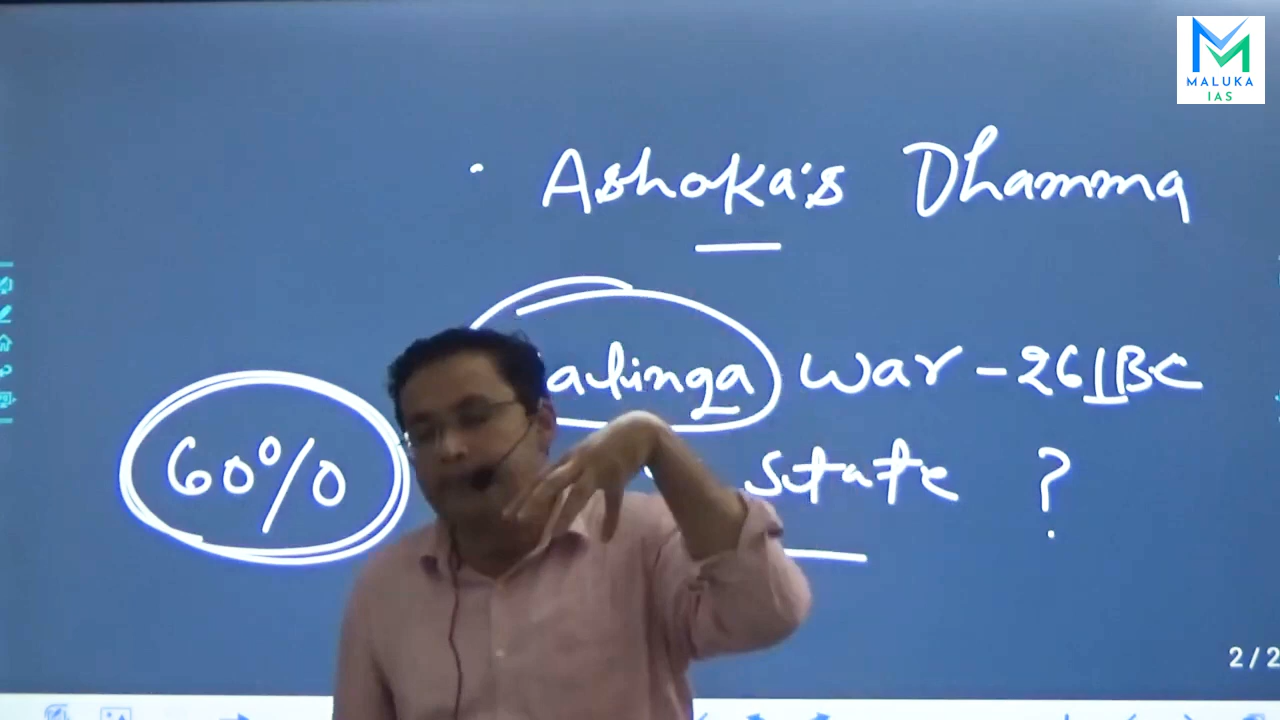 MALUKA
IAS
Ashoka's Dhamma
alinga War - 261BC
60%
State ?
2/2